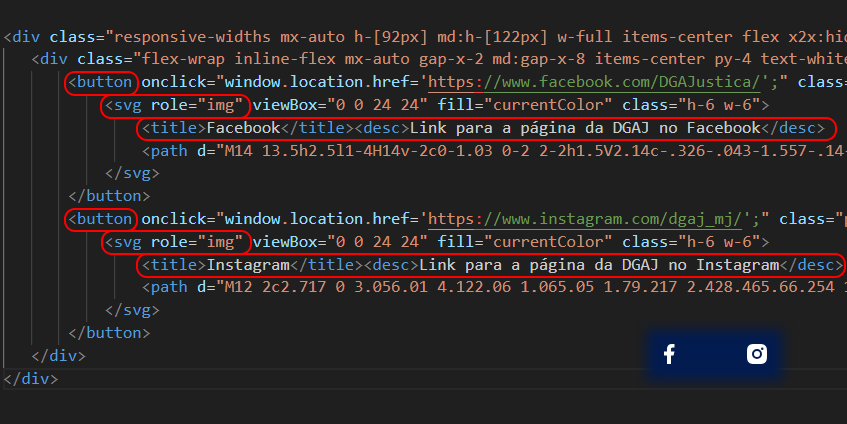 <div class="responsive-widths mx-auto h-[92px] md:h-[122px] w-full items-center flex x2x:hid
<div class="flex-wrap inline-flex mx-auto gap-x-2 md:gap-x-8 items-center py-4 text-white
<button onclick="window.location.href='https://www.facebook.com/DGAJustica/';" class=
<svg role="img" viewBox="0 0 24 24" fill="currentColor" class="h-6 w-6">
<title>Facebook</title><desc>Link para a página da DGAJ no Facebook</desc>
<path d="M14 13.5h2.5l1-4H14v-2c0-1.03 0-2 2-2h1.5V2.14c-.326-.043-1.557-.14-
</svg>
</button>
<button onclick="window.location.href='https://www.instagram.com/dgaj_mj/';" class="p
<svg role="img" viewBox="0 0 24 24" fill="currentColor" class="h-6 w-6">
<title>Instagram</title><desc>Link para a página da DGAJ no Instagram</desc>
<path d="M12 2c2.717 0 3.056.01 4.122.06 1.065.05 1.79.217 2.428.465.66.254 1
</svg>
</button>
</div>
</div>